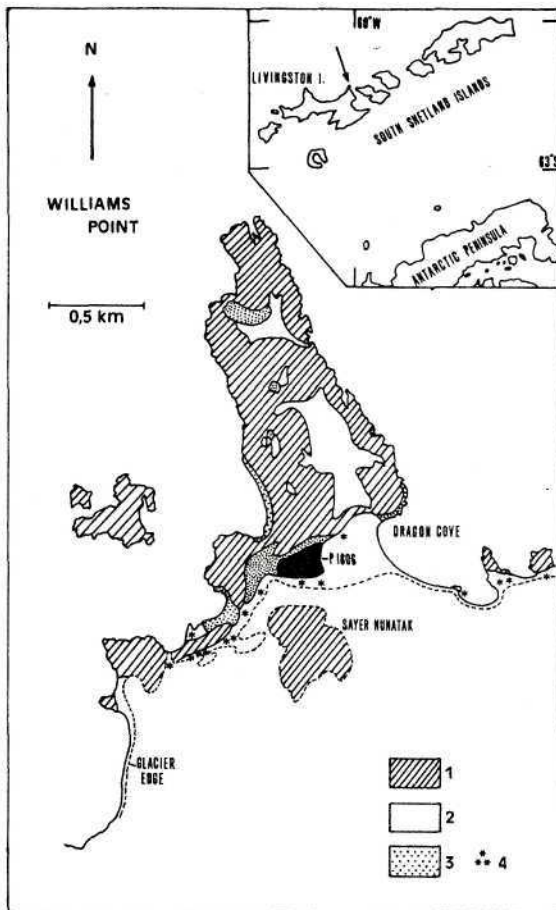 60°W
LIVINGSTON I.
SOUTH SHETLAND ISLANDS
63°S
ANTARCTIC PENINSULA
N
WILLIAMS
POINT
0,5 km
DRAGON COVE
P1606
SAYER NUNATAK
GLACIER
EDGE
1
2
3
4